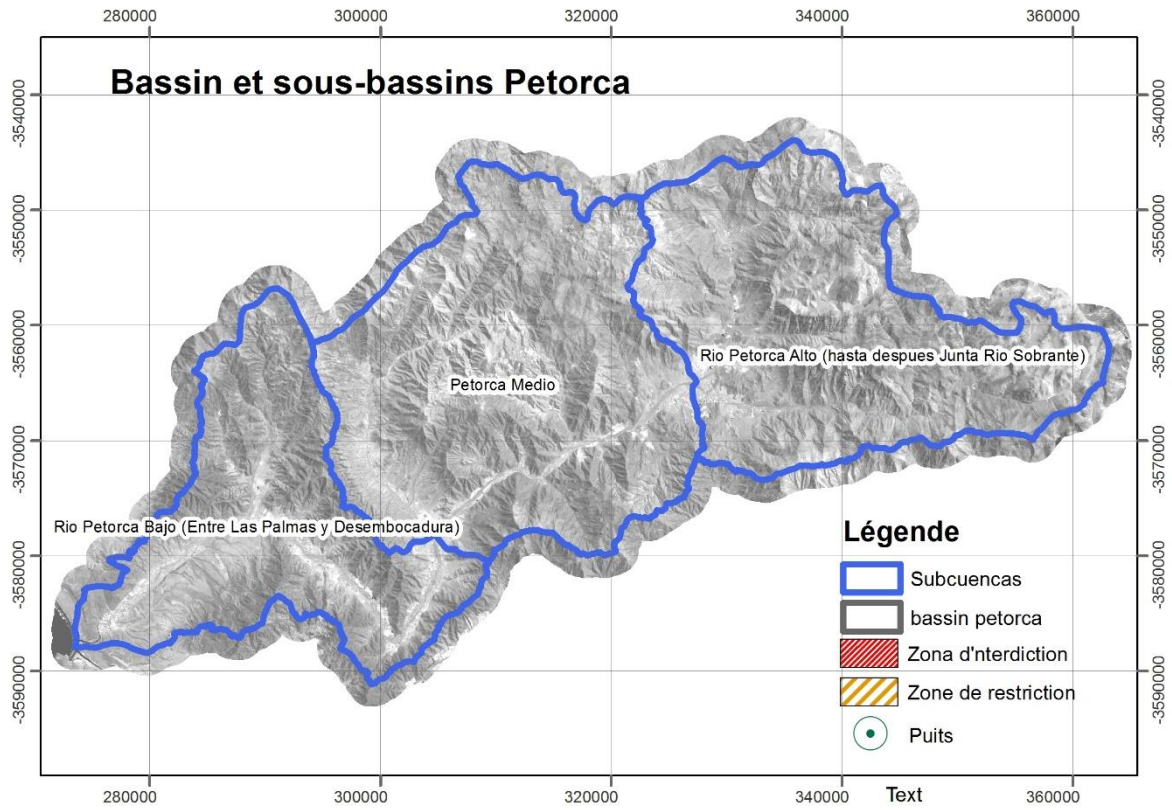 280000 300000 320000 340000 360000
Bassin et sous-bassins Petorca
-3540000 -3540000
-3550000 -3550000
-3560000 -3560000
Rio Petorca Alto (hasta despues Junta Rio Sobrante)
Petorca Medio
-3570000 -3570000
Rio Petorca Bajo (Entre Las Palmas y Desembocadura)
-3580000 -3580000
-3590000 -3590000
Légende
Subcuencas
bassin petorca
Zona d'nterdiction
Zone de restriction
Puits
280000 300000 320000 340000 360000
Text